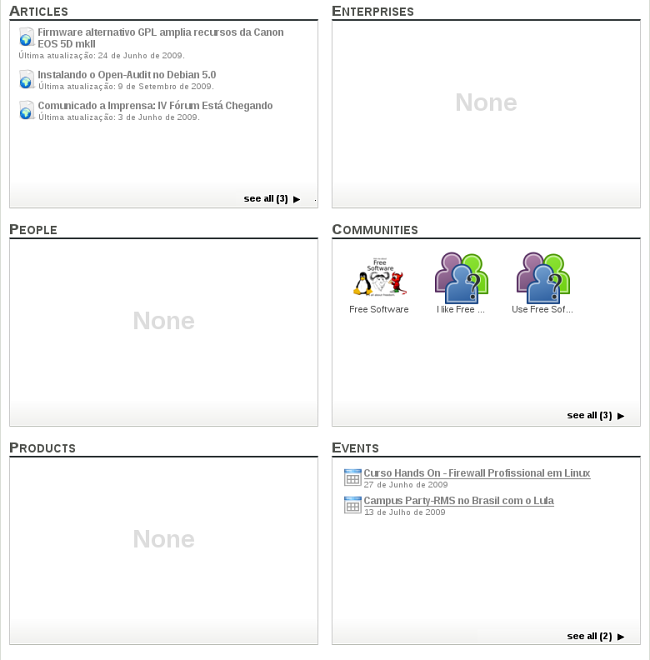 ARTICLES
Firmware alternativo GPL amplia recursos da Canon
EOS 5D mkII
Última atualização: 24 de Junho de 2009.
Instalando o Open-Audit no Debian 5.0
Última atualização: 9 de Setembro de 2009.
Comunicado a Imprensa: IV Fórum Está Chegando
Última atualização: 3 de Junho de 2009.
see all (3)
ENTERPRISES
None
PEOPLE
None
COMMUNITIES
Free
Software
Free Software
I like Free ...
Use Free Sof...
see all (3)
PRODUCTS
None
EVENTS
Curso Hands On - Firewall Profissional em Linux
27 de Junho de 2009
Campus Party-RMS no Brasil com o Lula
13 de Julho de 2009
see all (2)